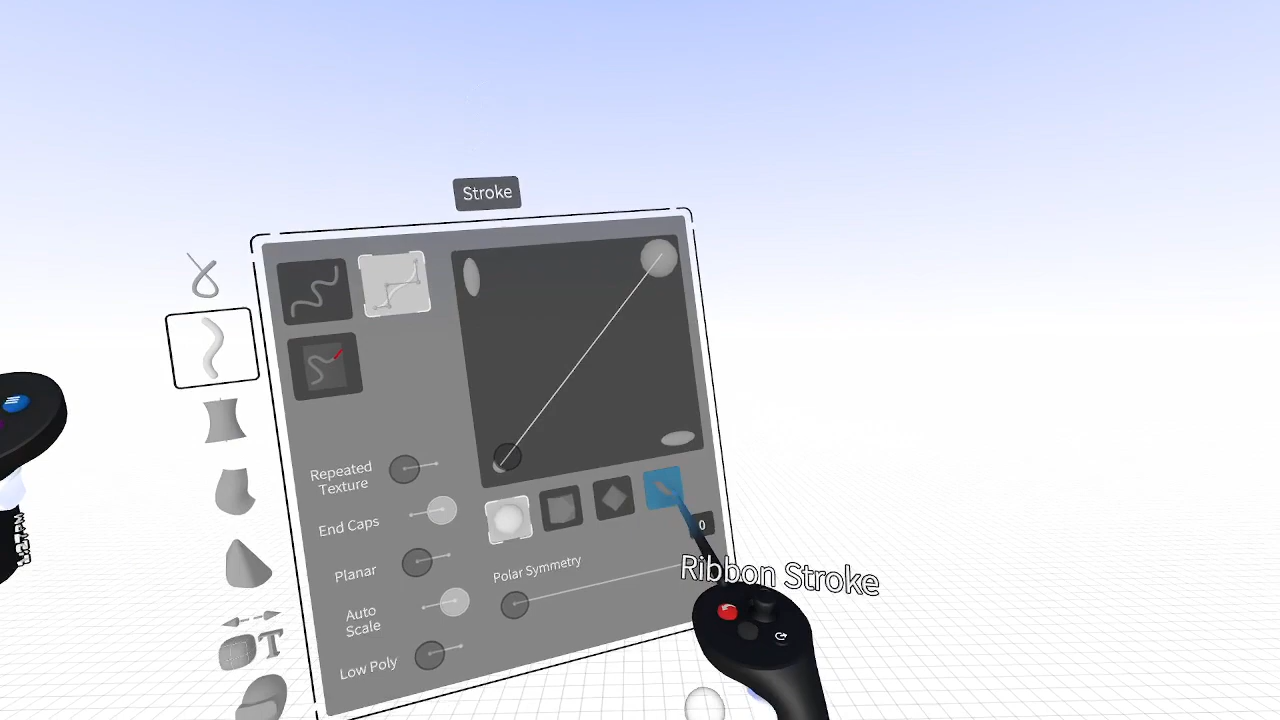 Stroke
Repeated
Texture
End Caps
Planar
Auto
Scale
Low Poly
Polar Symmetry
0
Ribbon Stroke
T